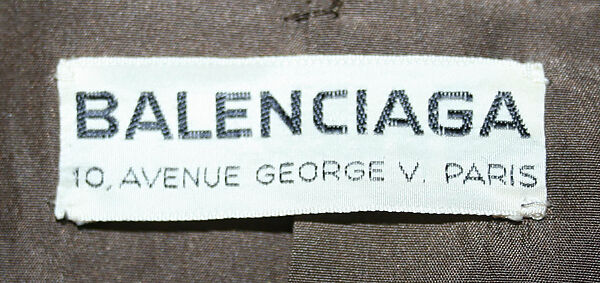 BALENCIAGA
10, AVENUE GEORGE V. PARIS